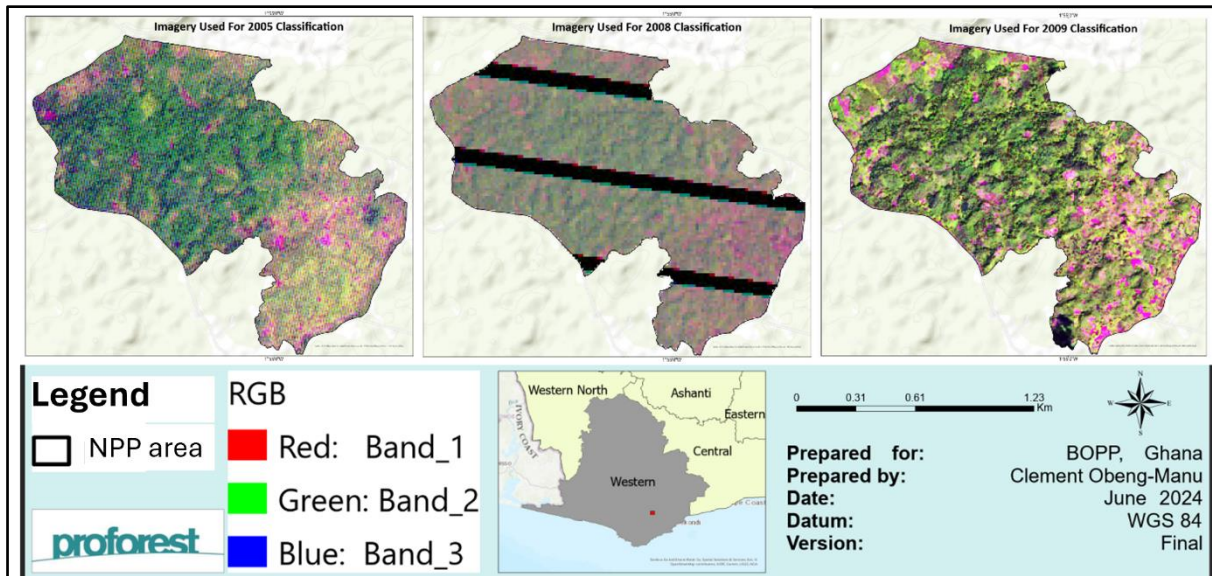 Imagery Used For 2005 Classification
Imagery Used For 2008 Classification
Imagery Used For 2009 Classification
Legend
NPP area
proforest
RGB
Red: Band_1
Green: Band_2
Blue: Band_3
Western North
Ashanti
Eastern
IVORY COAST
Central
Western
0 0.31 0.61 1.23
Km
N
W E
S
Prepared for: BOPP, Ghana
Prepared by: Clement Obeng-Manu
Date: June 2024
Datum: WGS 84
Version: Final